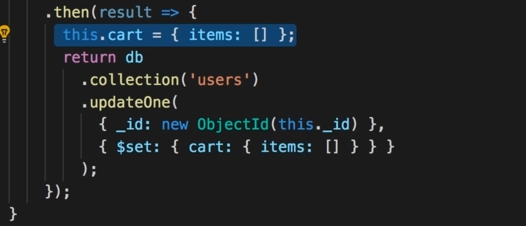 .then(result => {
this.cart = { items: [] };
return db
.collection('users')
.updateOne(
{ _id: new ObjectId(this._id) },
{ $set: { cart: { items: [] } } }
);
});
}